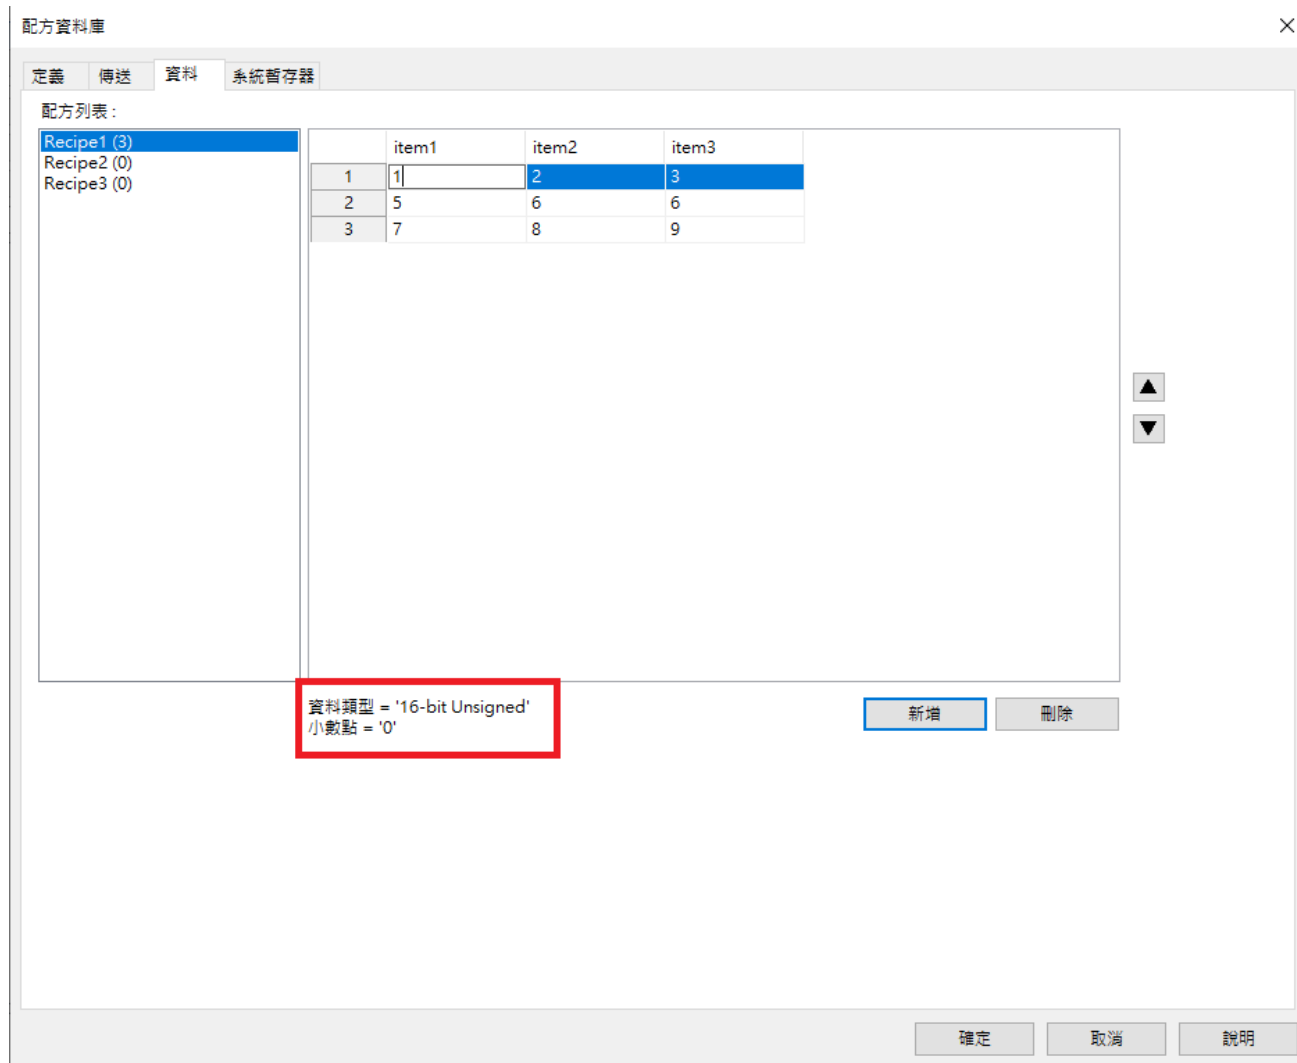 配方資料庫
定義 傳送 資料 系統暫存器
配方列表 :
Recipe1 (3)
Recipe2 (0)
Recipe3 (0)
item1 item2 item3
1 1 2 3
2 5 6 6
3 7 8 9
資料類型 = '16-bit Unsigned'
小數點 = '0'
新增 刪除
確定 取消 說明